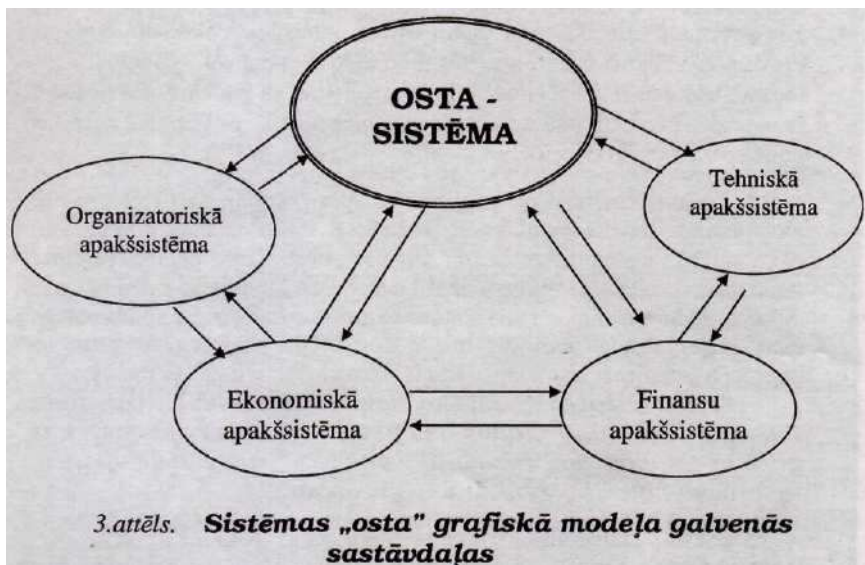 OSTA -
SISTĒMA
Organizatoriskā
apakšsistēma
Tehniskā
apakšsistēma
Ekonomiskā
apakšsistēma
Finansu
apakšsistēma
3.attēls. Sistēmas „osta” grafiskā modeļa galvenās
sastāvdaļas